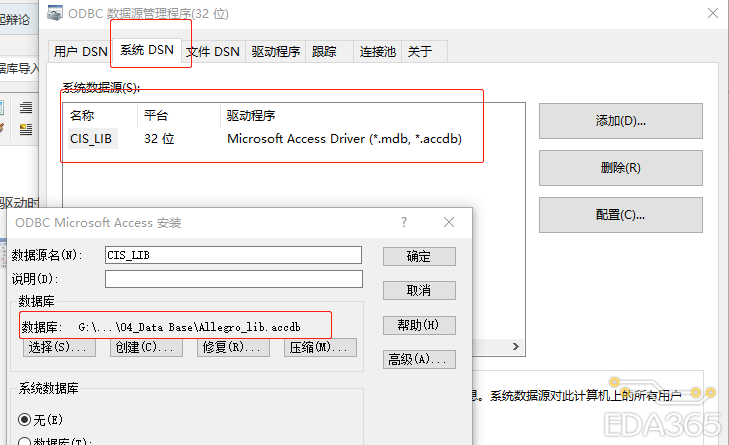 ODBC 数据源管理程序(32 位)
起辩论
用户 DSN 系统 DSN 文件 DSN 驱动程序 跟踪 连接池 关于
据库导入
系统数据源(S):
名称 平台 驱动程序
CIS_LIB 32 位 Microsoft Access Driver (*.mdb, *.accdb)
添加(D)...
删除(R)
配置(C)...
驱动时
ODBC Microsoft Access 安装
数据源名(N): CIS_LIB 确定
说明(D): 取消
数据库
数据库: G:\...\04_Data Base\Allegro_lib.accdb 帮助(H)
选择(S)... 创建(C)... 修复(R)... 压缩(M)... 高级(A)...
系统数据库
息。系统数据源对此计算机上的所有用户
无(E)
数据库(T):
EDA365